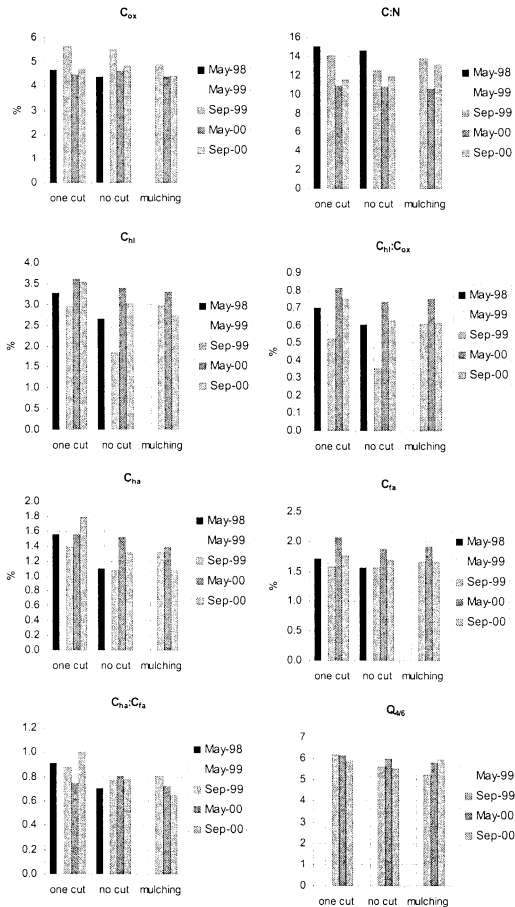 C_ox
6
5
4
3
2
1
0
%
one cut no cut mulching
May-98
May-99
Sep-99
May-00
Sep-00
C:N
16
14
12
10
8
6
4
2
0
one cut no cut mulching
May-98
May-99
Sep-99
May-00
Sep-00
C_hl
4.0
3.5
3.0
2.5
2.0
1.5
1.0
0.5
0.0
%
one cut no cut mulching
May-98
May-99
Sep-99
May-00
Sep-00
C_hl:C_ox
0.9
0.8
0.7
0.6
0.5
0.4
0.3
0.2
0.1
0.0
one cut no cut mulching
May-98
May-99
Sep-99
May-00
Sep-00
C_ha
2.0
1.8
1.6
1.4
1.2
1.0
0.8
0.6
0.4
0.2
0.0
%
one cut no cut mulching
May-98
May-99
Sep-99
May-00
Sep-00
C_fa
2.5
2.0
1.5
1.0
0.5
0.0
%
one cut no cut mulching
May-98
May-99
Sep-99
May-00
Sep-00
C_ha:C_fa
1.2
1.0
0.8
0.6
0.4
0.2
0.0
one cut no cut mulching
May-98
May-99
Sep-99
May-00
Sep-00
Q_4/6
7
6
5
4
3
2
1
0
one cut no cut mulching
May-99
Sep-99
May-00
Sep-00